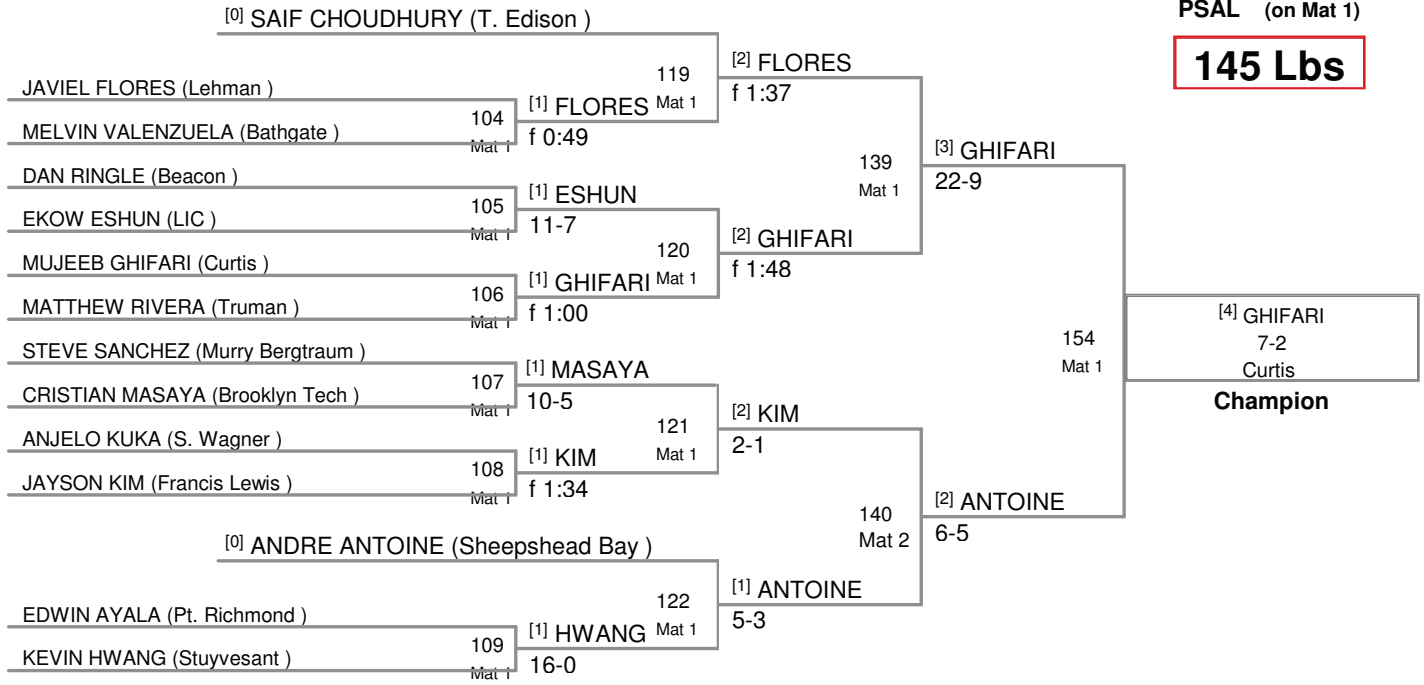 [0] SAIF CHOUDHURY (T. Edison )
PSAL (on Mat 1)
145 Lbs
JAVIEL FLORES (Lehman )
MELVIN VALENZUELA (Bathgate )
DAN RINGLE (Beacon )
EKOW ESHUN (LIC )
MUJEEB GHIFARI (Curtis )
MATTHEW RIVERA (Truman )
STEVE SANCHEZ (Murry Bergtraum )
CRISTIAN MASAYA (Brooklyn Tech )
ANJELO KUKA (S. Wagner )
JAYSON KIM (Francis Lewis )
[0] ANDRE ANTOINE (Sheepshead Bay )
EDWIN AYALA (Pt. Richmond )
KEVIN HWANG (Stuyvesant )
104
Mat 1
105
Mat 1
106
Mat 1
107
Mat 1
108
Mat 1
109
Mat 1
[1] FLORES
f 0:49
[1] ESHUN
11-7
[1] GHIFARI
f 1:00
[1] MASAYA
10-5
[1] KIM
f 1:34
[1] HWANG
16-0
119
Mat 1
120
Mat 1
121
Mat 1
122
Mat 1
[2] FLORES
f 1:37
[2] GHIFARI
f 1:48
[2] KIM
2-1
[1] ANTOINE
5-3
139
Mat 1
140
Mat 2
[3] GHIFARI
22-9
[2] ANTOINE
6-5
154
Mat 1
[4] GHIFARI
7-2
Curtis
Champion